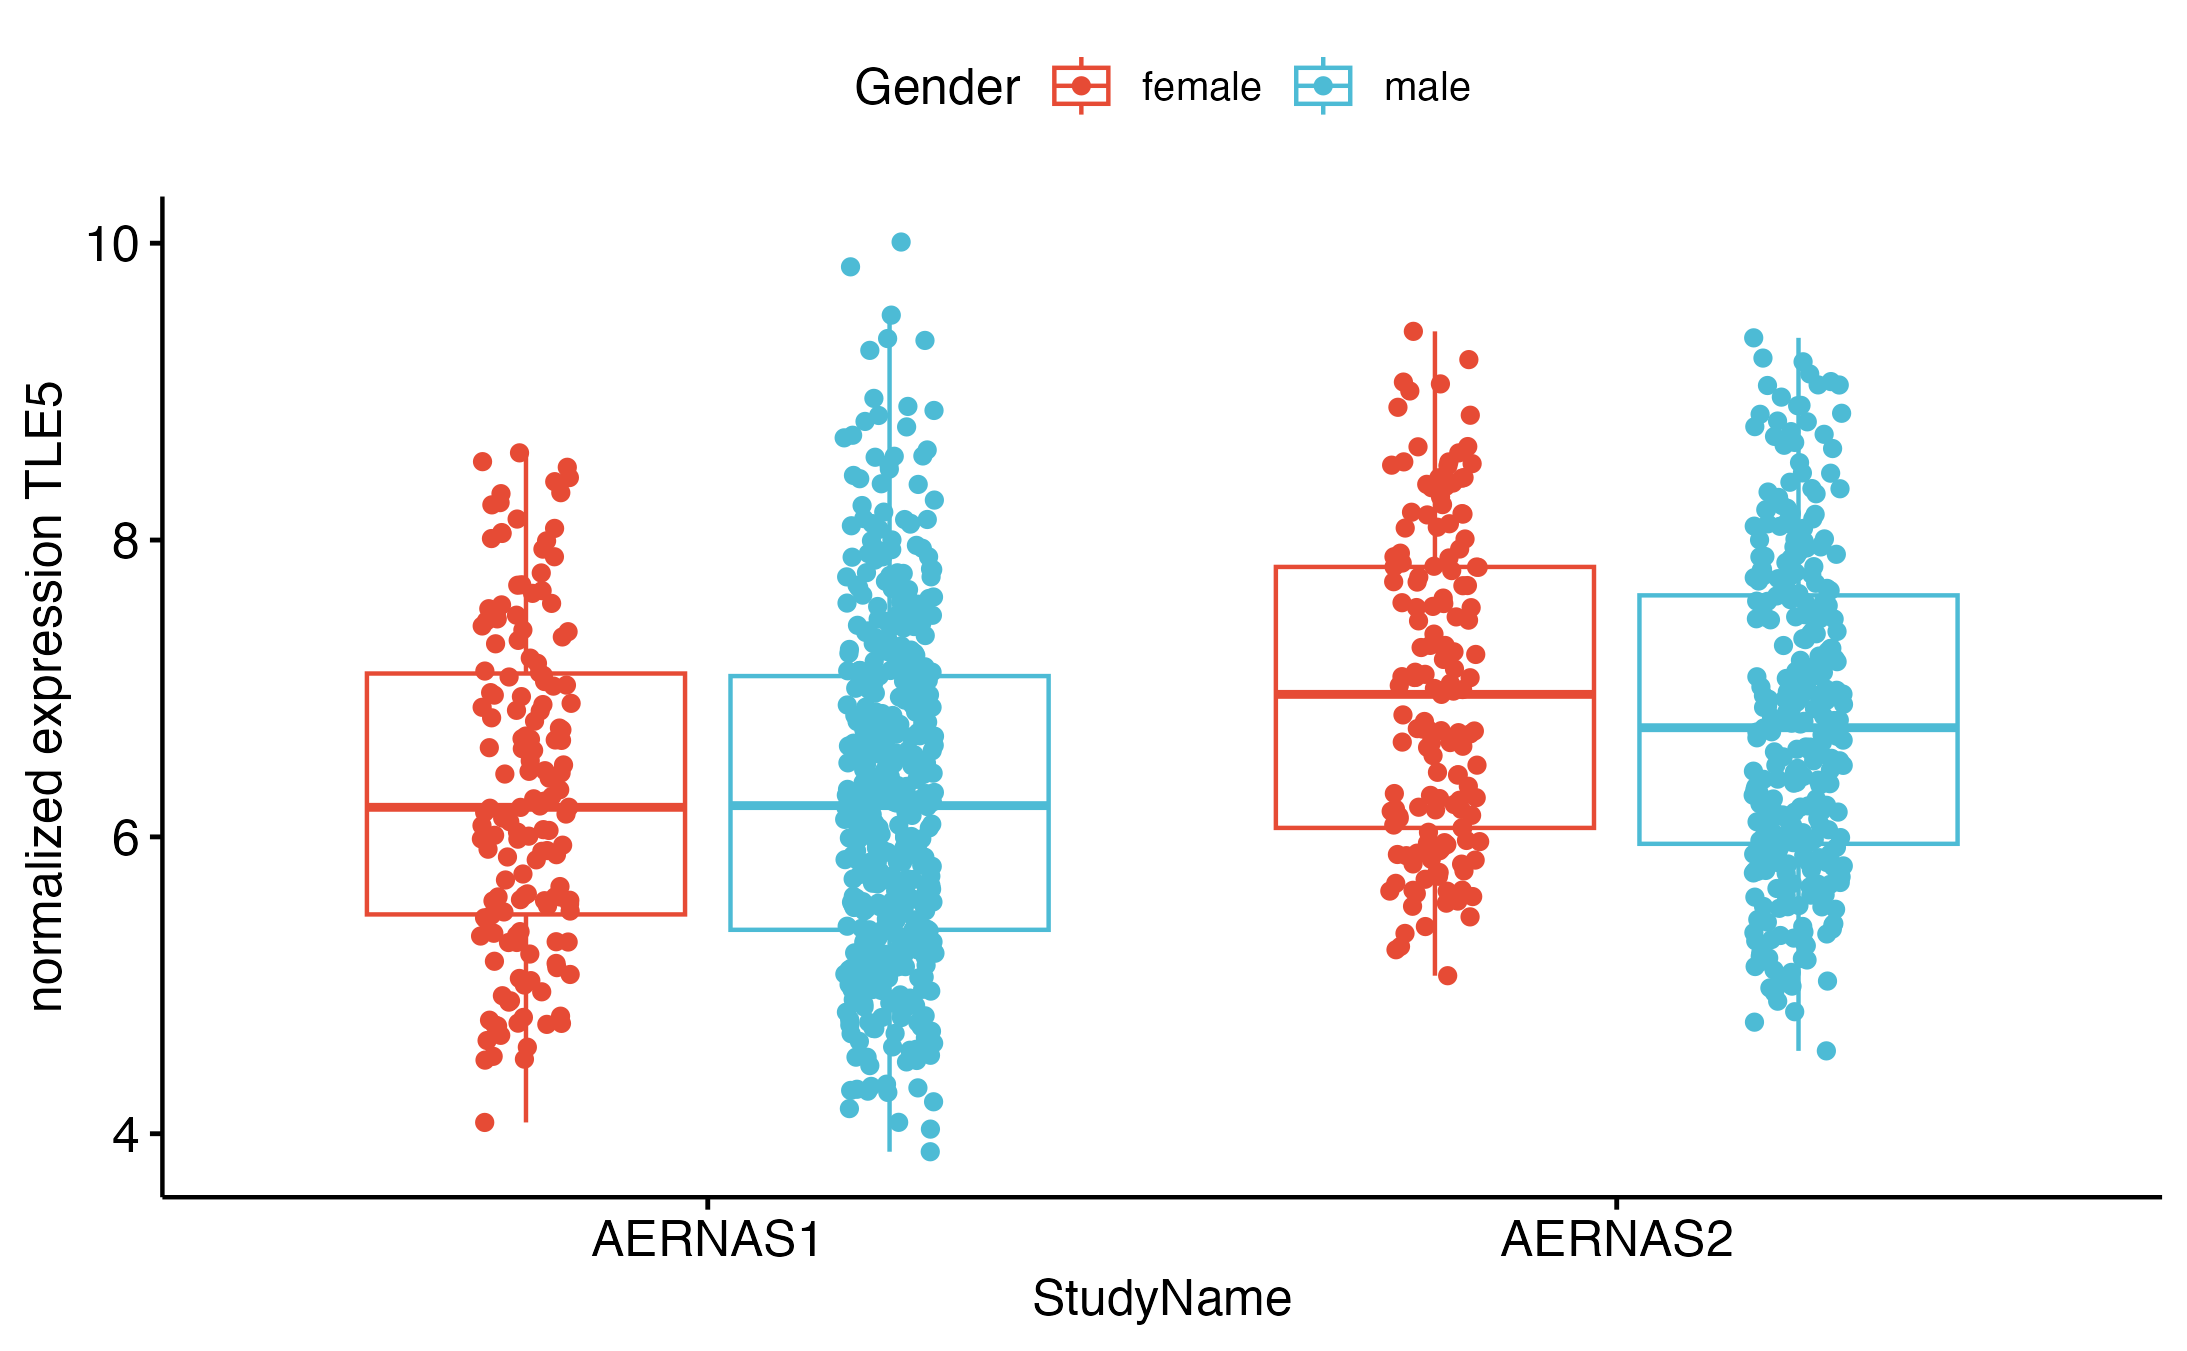 Gender female male
normalized expression TLE5
10
8
6
4
AERNAS1 AERNAS2
StudyName